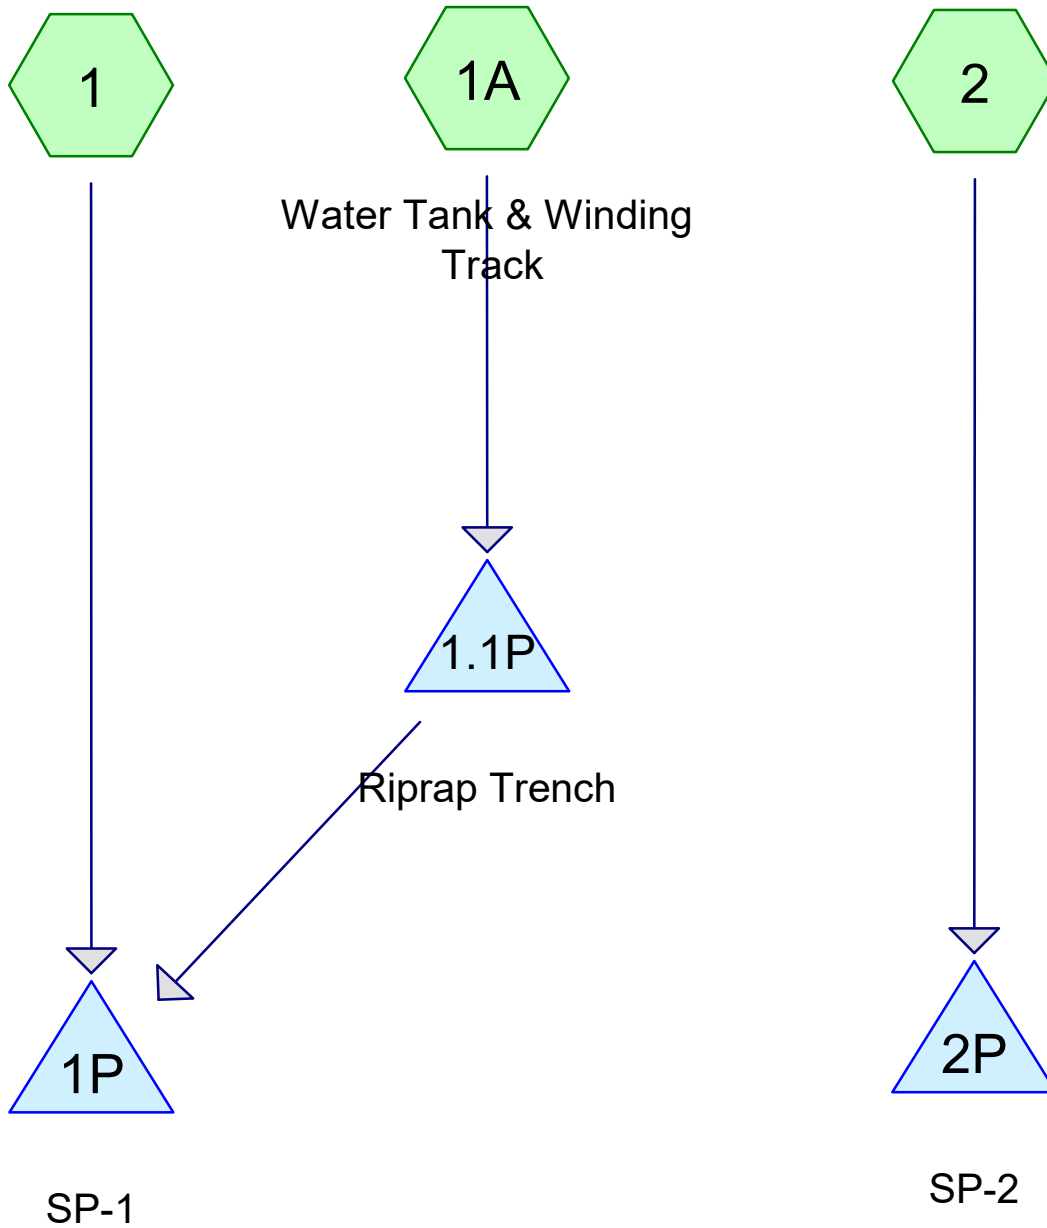 1
1A
2
Water Tank & Winding
Track
1.1P
Riprap Trench
1P
2P
SP-1
SP-2